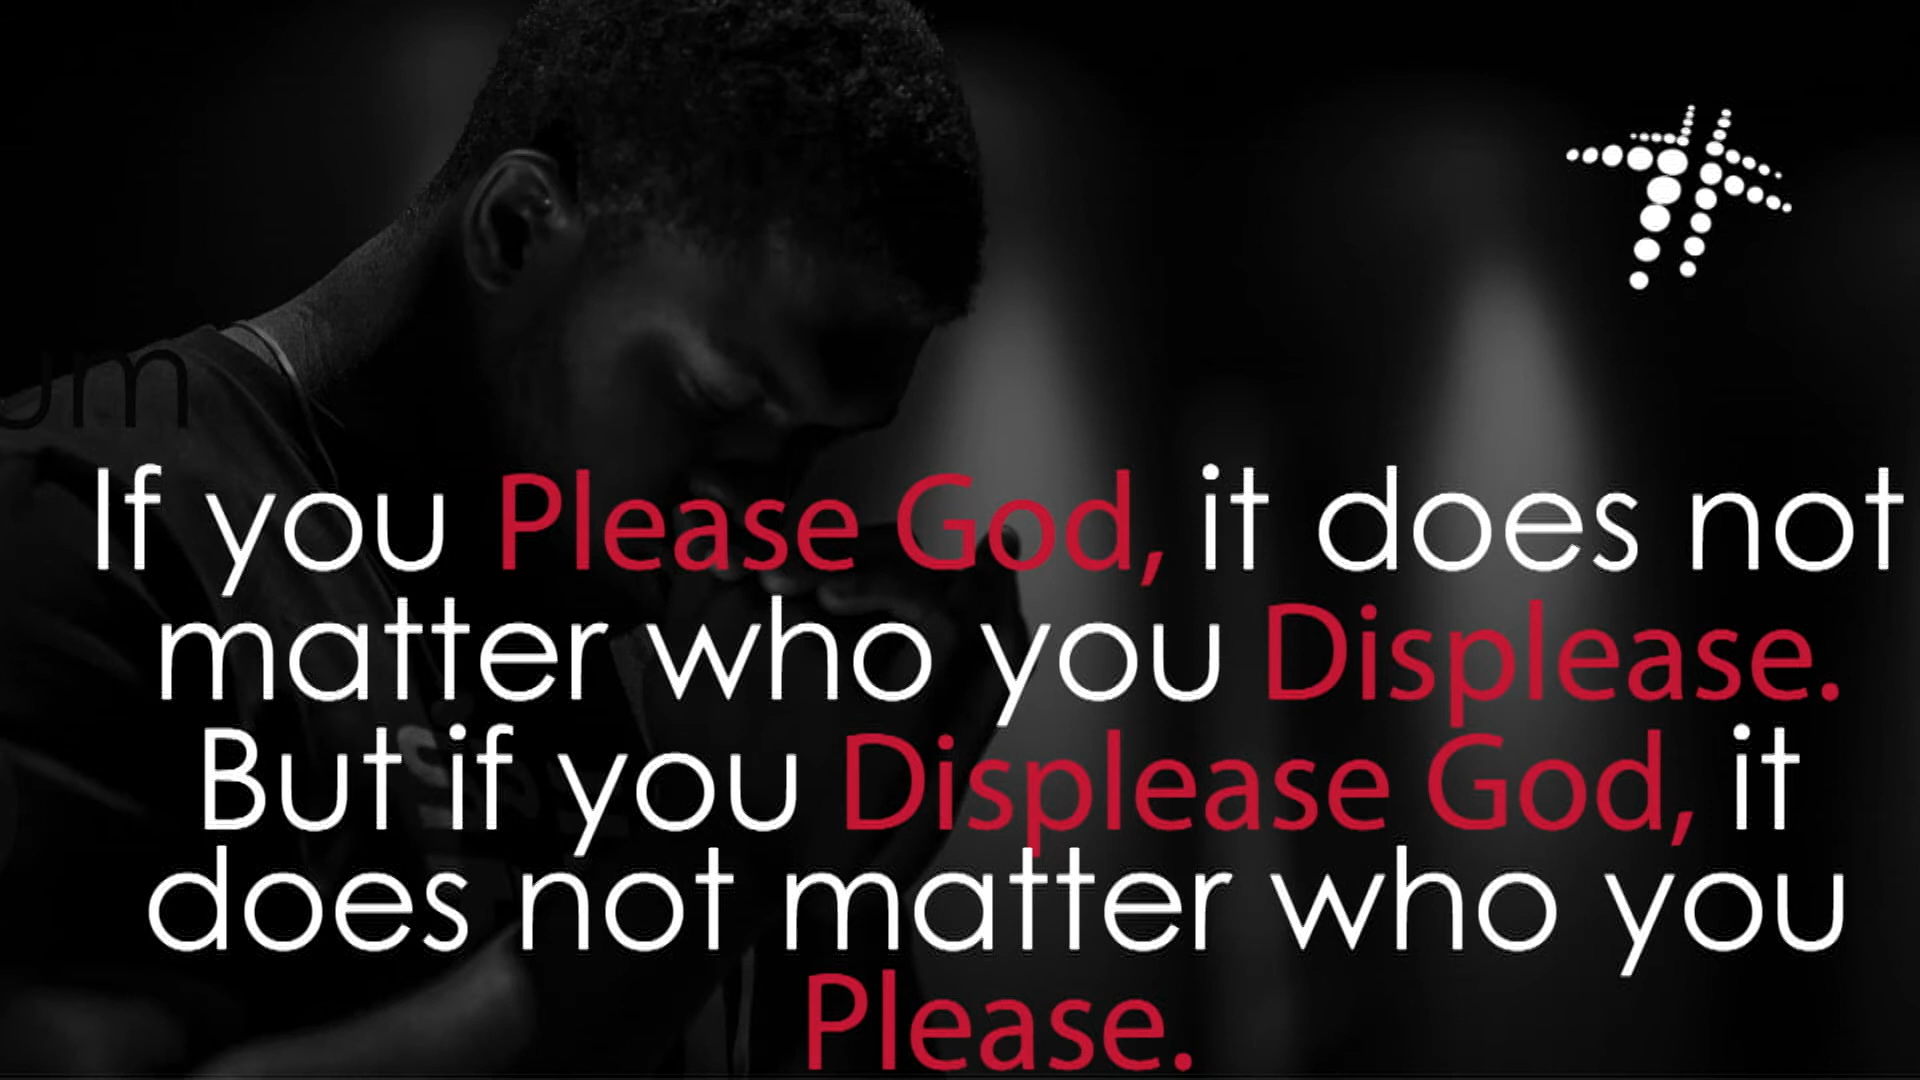 um
If you Please God, it does not
matter who you Displease.
But if you Displease God, it
does not matter who you
Please.